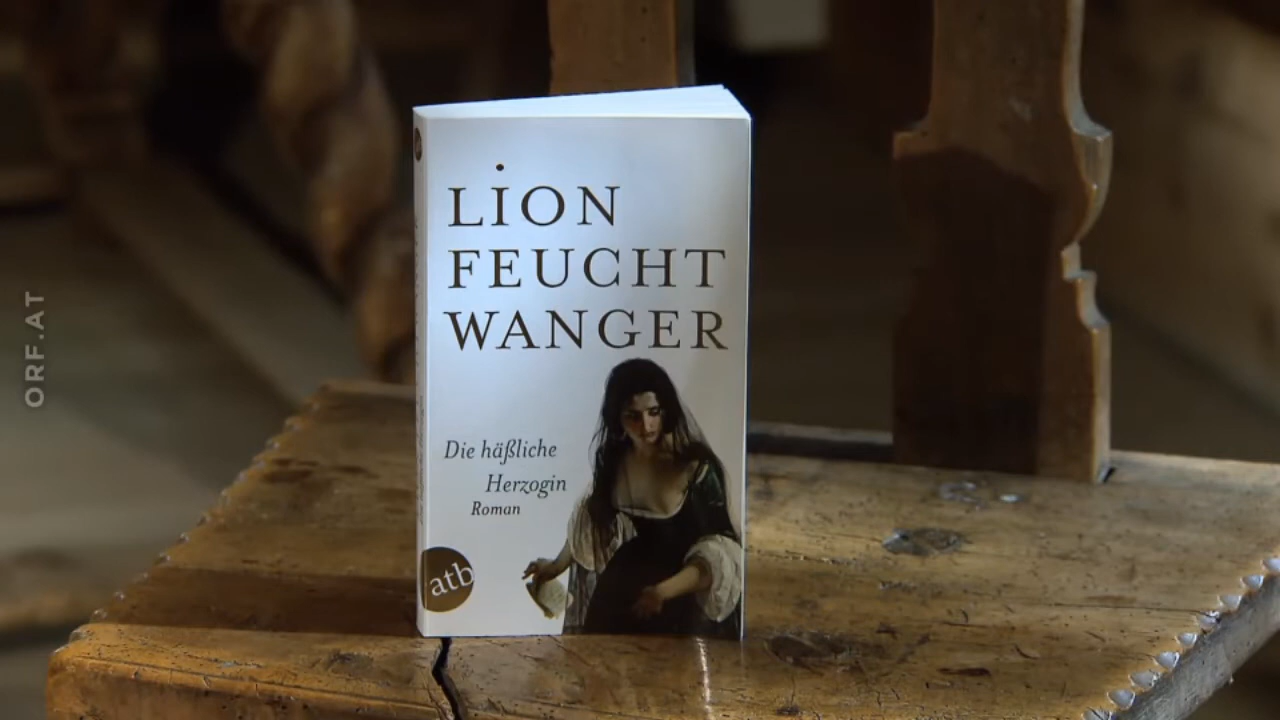 ORF.AT
LION
FEUCHT
WANGER
Die häßliche
Herzogin
Roman
atb